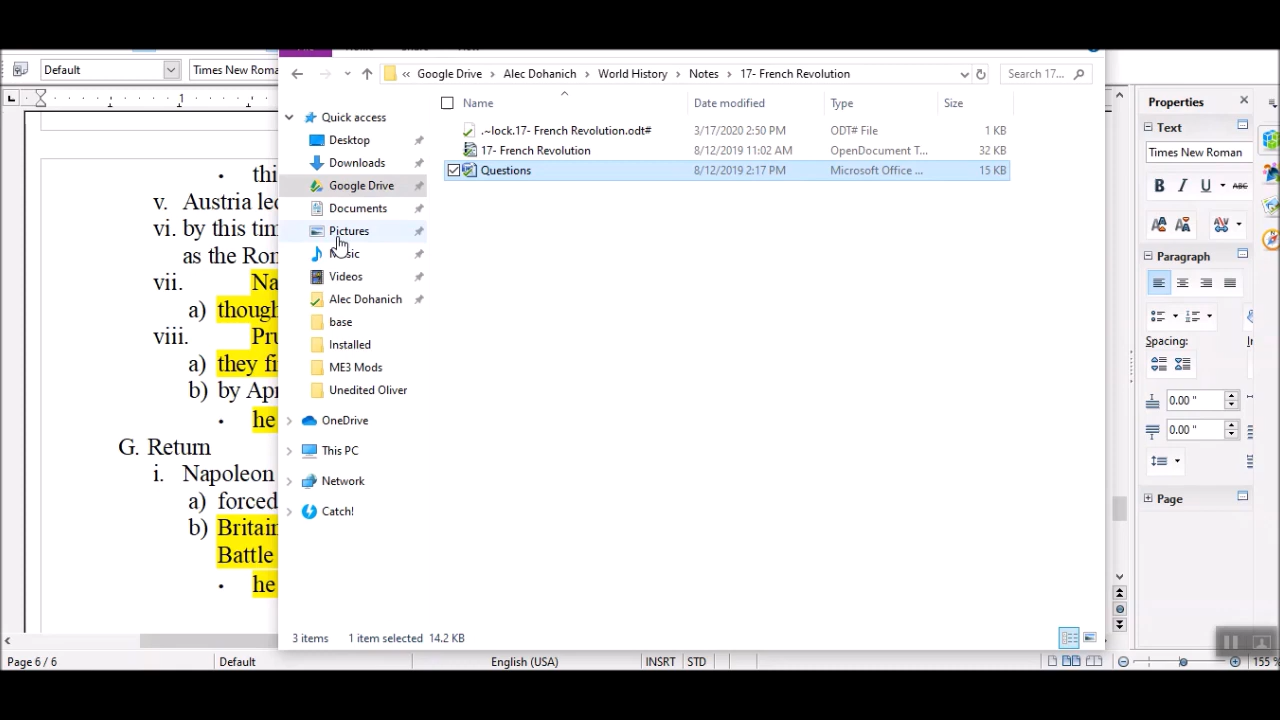 Default
Times New Roma
« Google Drive > Alec Dohanich > World History > Notes > 17- French Revolution
Search 17...
Name Date modified Type Size
.~lock.17- French Revolution.odt# 3/17/2020 2:50 PM ODT# File 1 KB
17- French Revolution 8/12/2019 11:02 AM OpenDocument T... 32 KB
Questions 8/12/2019 2:17 PM Microsoft Office ... 15 KB
Quick access
Desktop
Downloads
Google Drive
Documents
Pictures
Music
Videos
Alec Dohanich
base
Installed
ME3 Mods
Unedited Oliver
OneDrive
This PC
Network
Catch!
3 items 1 item selected 14.2 KB
1
• thi
v. Austria led
vi. by this tim
as the Ron
vii. Na
a) though
viii. Pru
a) they fi
b) by Apr
• he
G. Return
i. Napoleon
a) forced
b) Britain
Battle
• he
Properties
Text
Times New Roman
B I U ABC
Paragraph
Spacing:
0.00 "
0.00 "
Page
Page 6 / 6 Default English (USA) INSRT STD 155 %